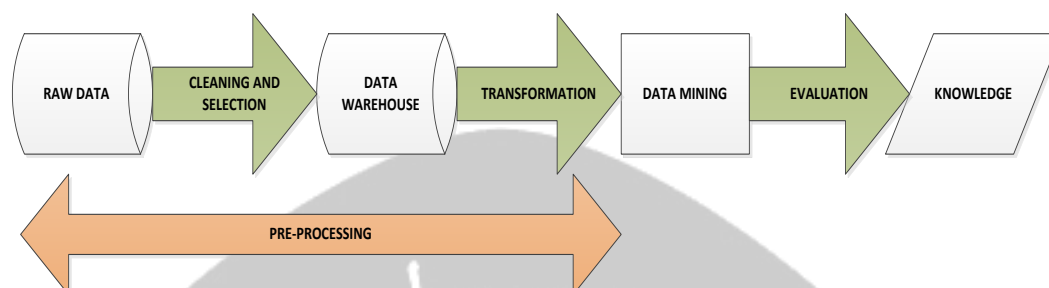 RAW DATA
CLEANING AND
SELECTION
DATA
WAREHOUSE
TRANSFORMATION
DATA MINING
EVALUATION
KNOWLEDGE
PRE-PROCESSING